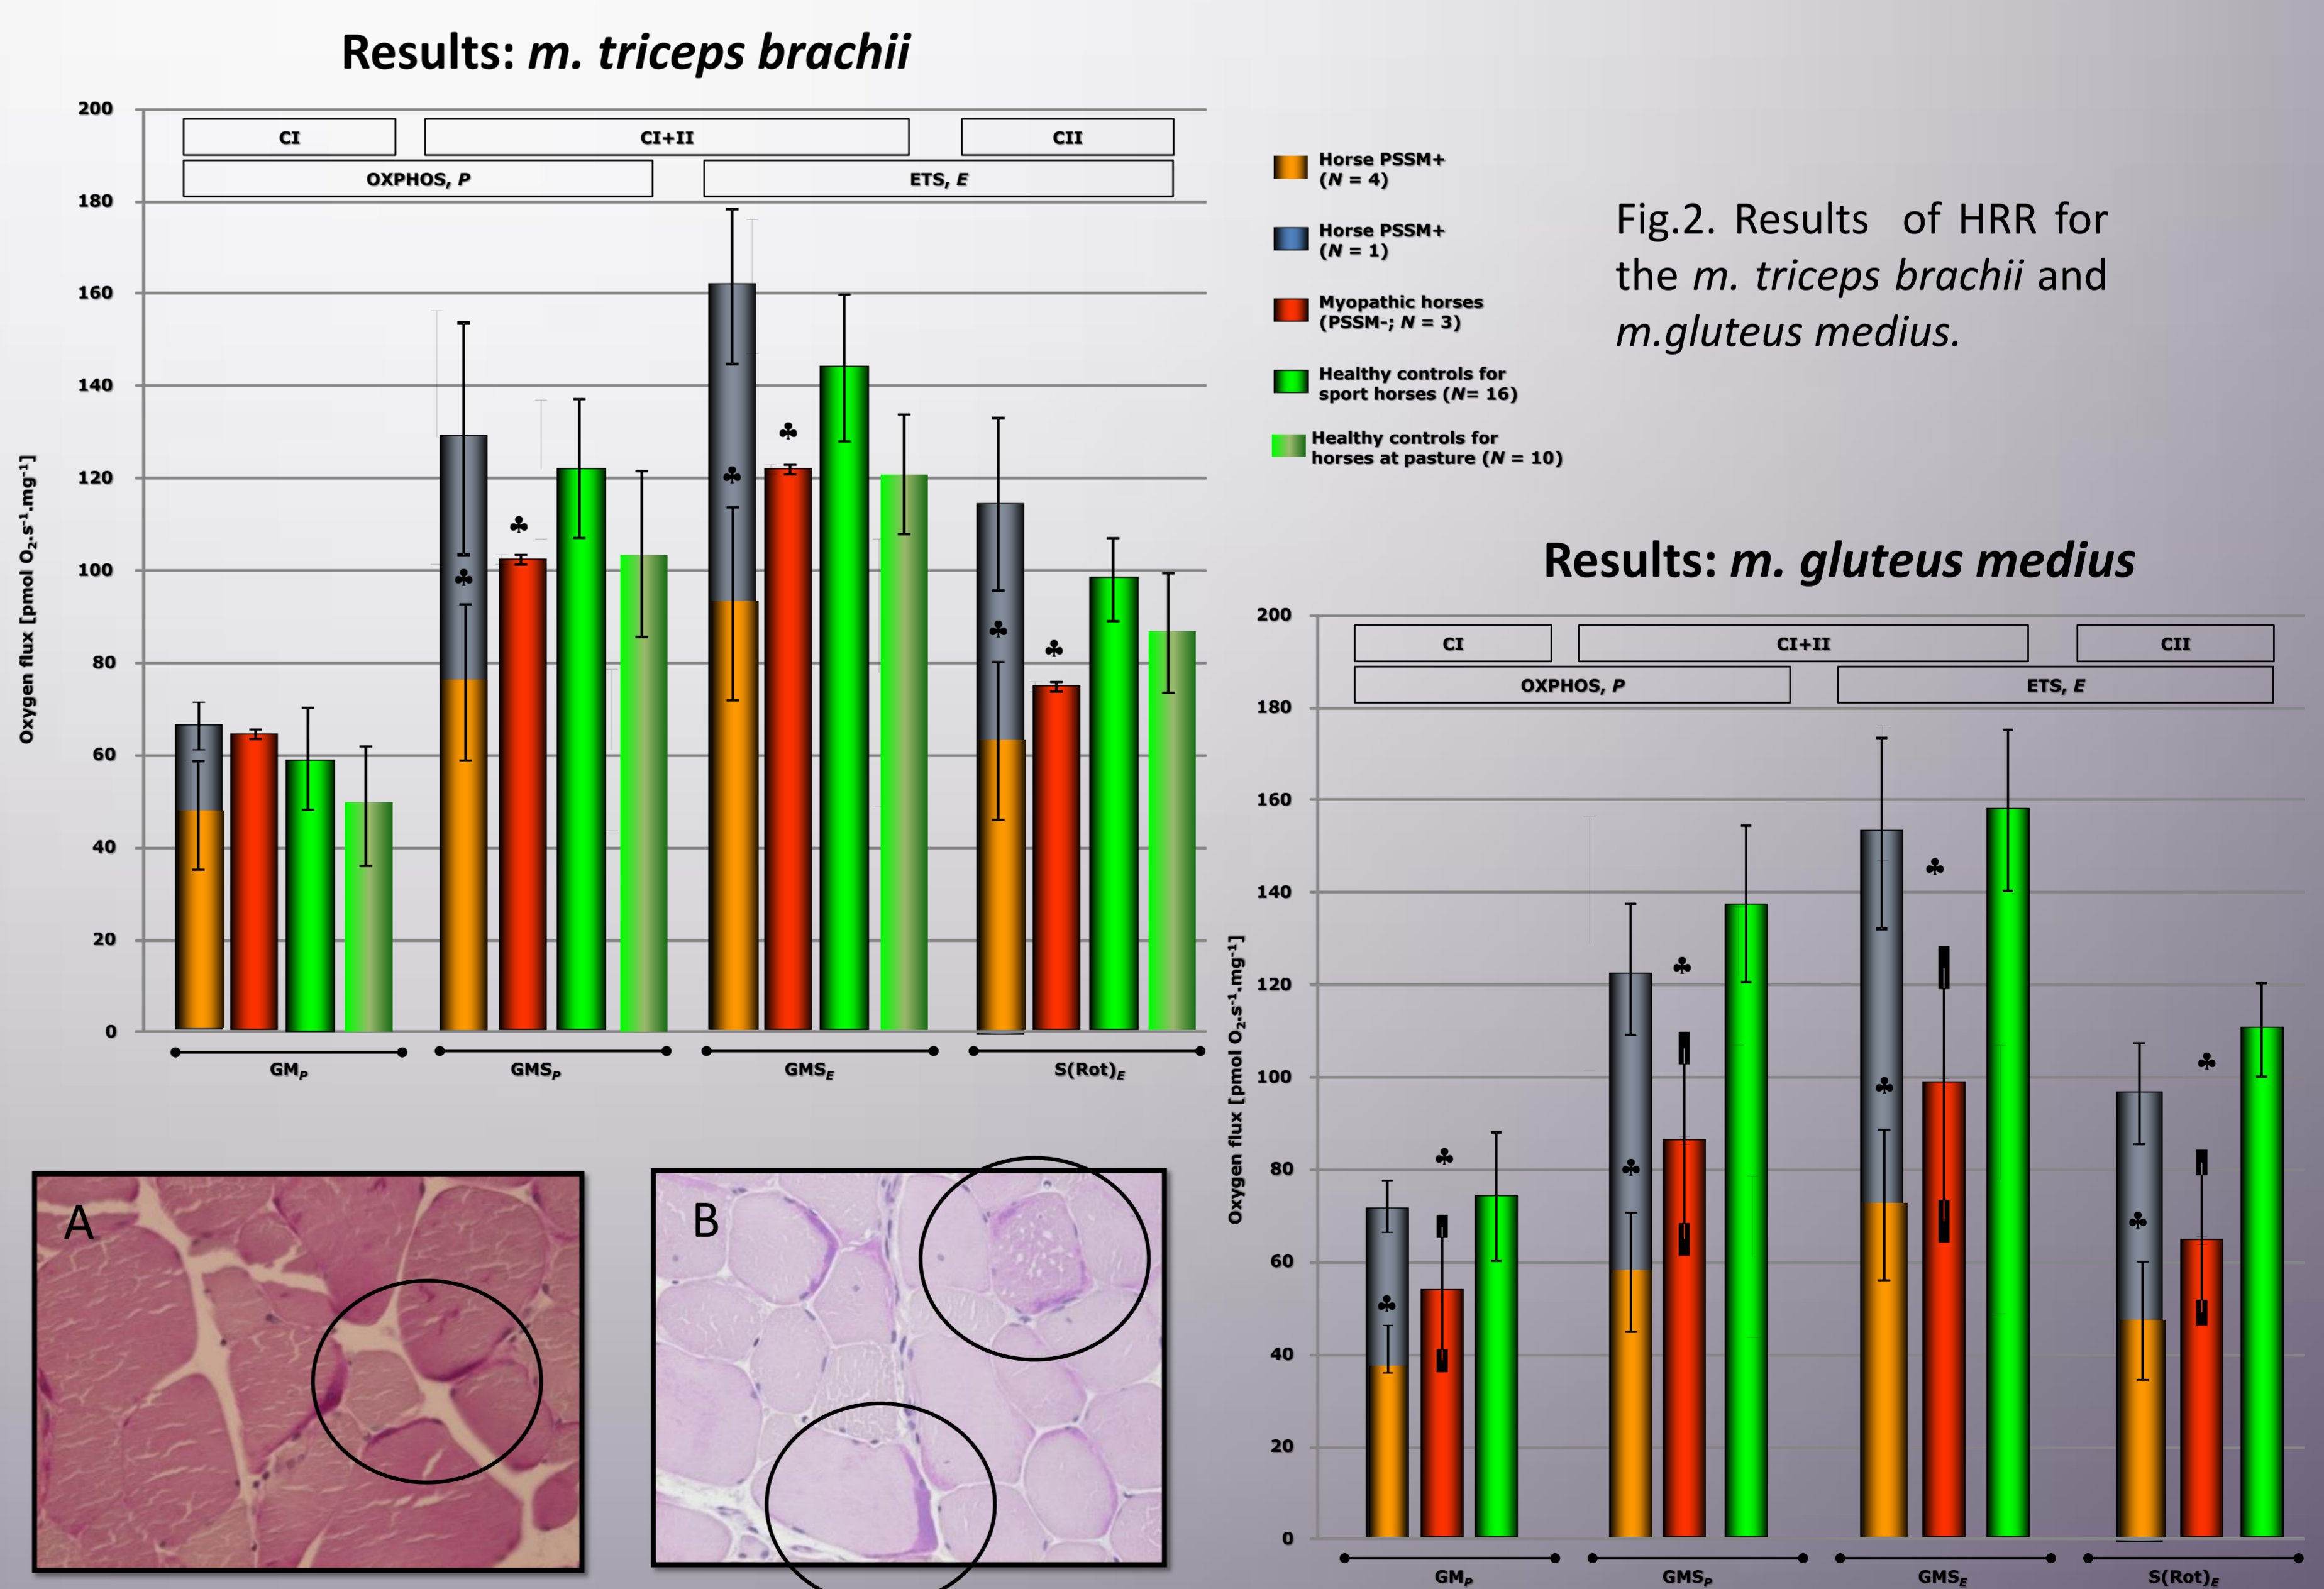 Results: m. triceps brachii
200
180
160
140
120
100
80
60
40
20
0
Oxygen flux [pmol O₂.s⁻¹.mg⁻¹]
CI
CI+II
CII
OXPHOS, P
ETS, E
♣
♣
♣
♣
♣
♣
GMP
GMSP
GMSE
S(Rot)E
Horse PSSM+
(N = 4)
Horse PSSM+
(N = 1)
Myopathic horses
(PSSM-; N = 3)
Healthy controls for
sport horses (N= 16)
Healthy controls for
horses at pasture (N = 10)
Fig.2. Results of HRR for
the m. triceps brachii and
m.gluteus medius.
Results: m. gluteus medius
200
180
160
140
120
100
80
60
40
20
0
Oxygen flux [pmol O₂.s⁻¹.mg⁻¹]
CI
CI+II
CII
OXPHOS, P
ETS, E
♣
♣
♣
♣
♣
♣
♣
♣
GMP
GMSP
GMSE
S(Rot)E
A
B